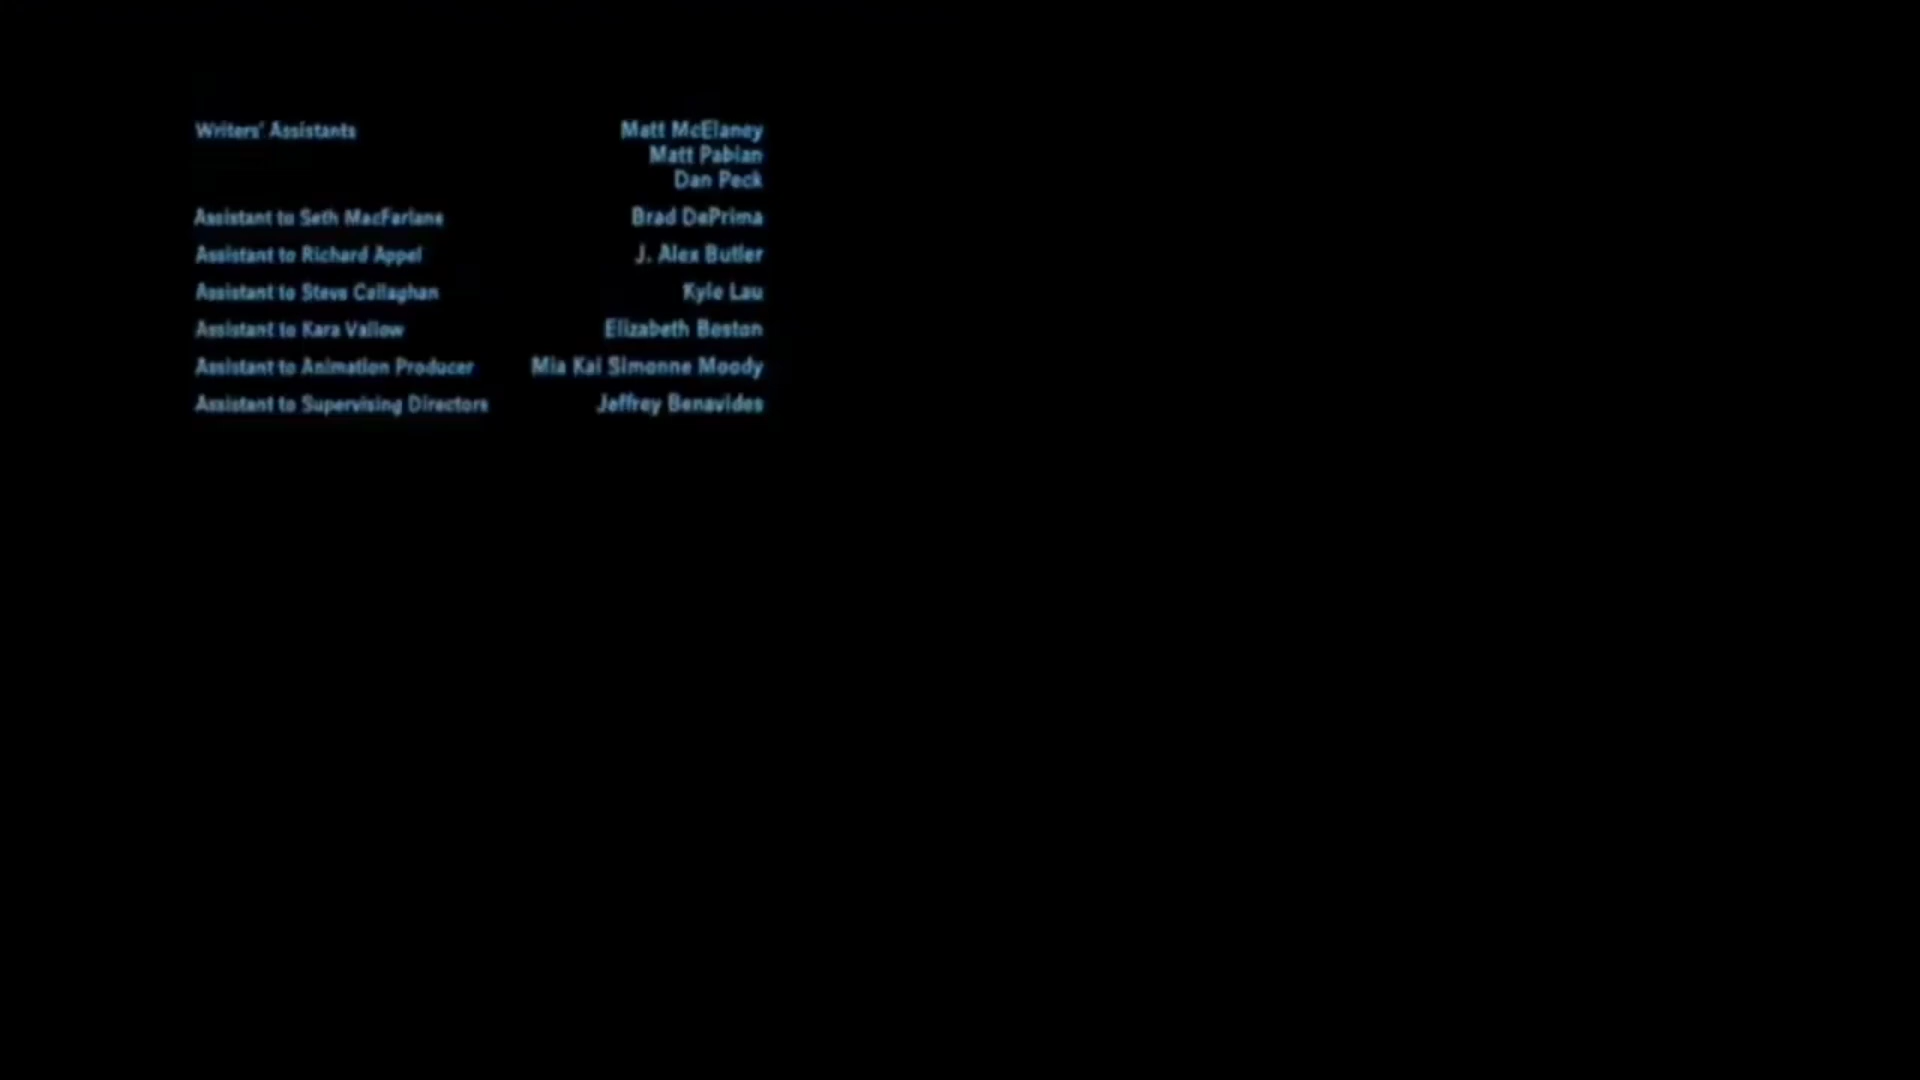 Writers' Assistants Matt McElaney
Matt Pabian
Dan Peck
Assistant to Seth MacFarlane Brad DePrima
Assistant to Richard Appel J. Alex Butler
Assistant to Steve Callaghan Kyle Lau
Assistant to Kara Vallow Elizabeth Boston
Assistant to Animation Producer Mia Kai Simonne Moody
Assistant to Supervising Directors Jeffrey Benavides